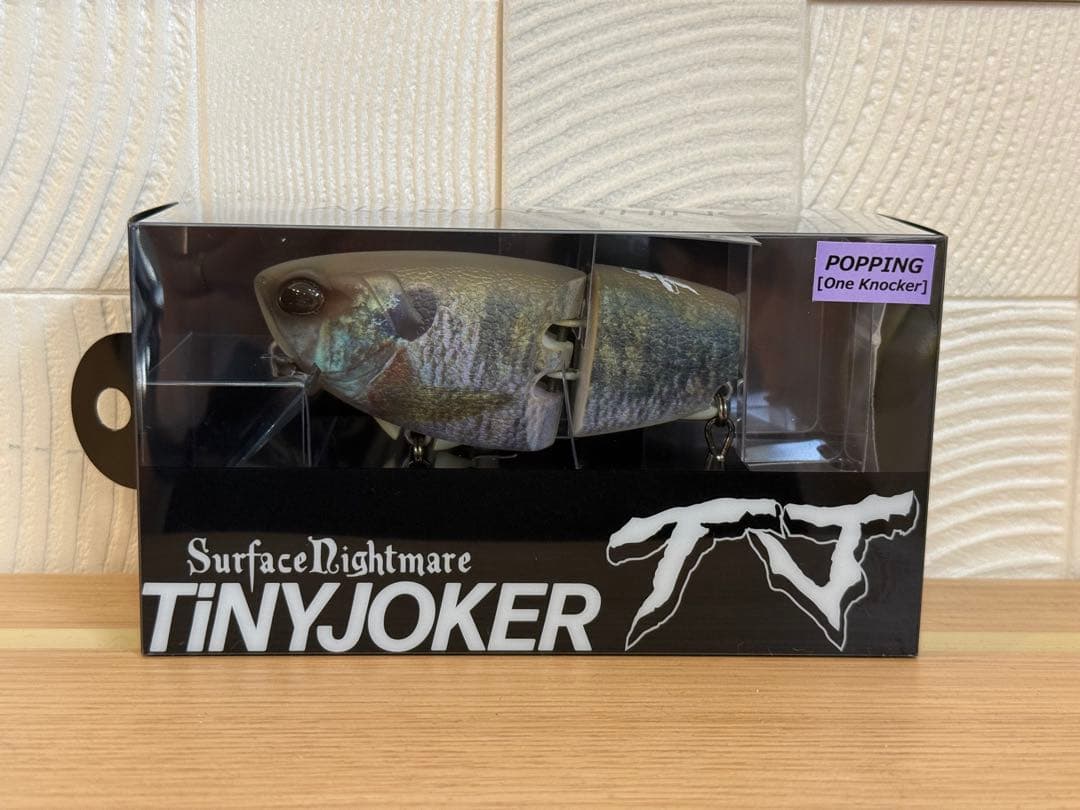 POPPING
[One Knocker]
SurfaceNightmare
TiNYJOKER
TJ